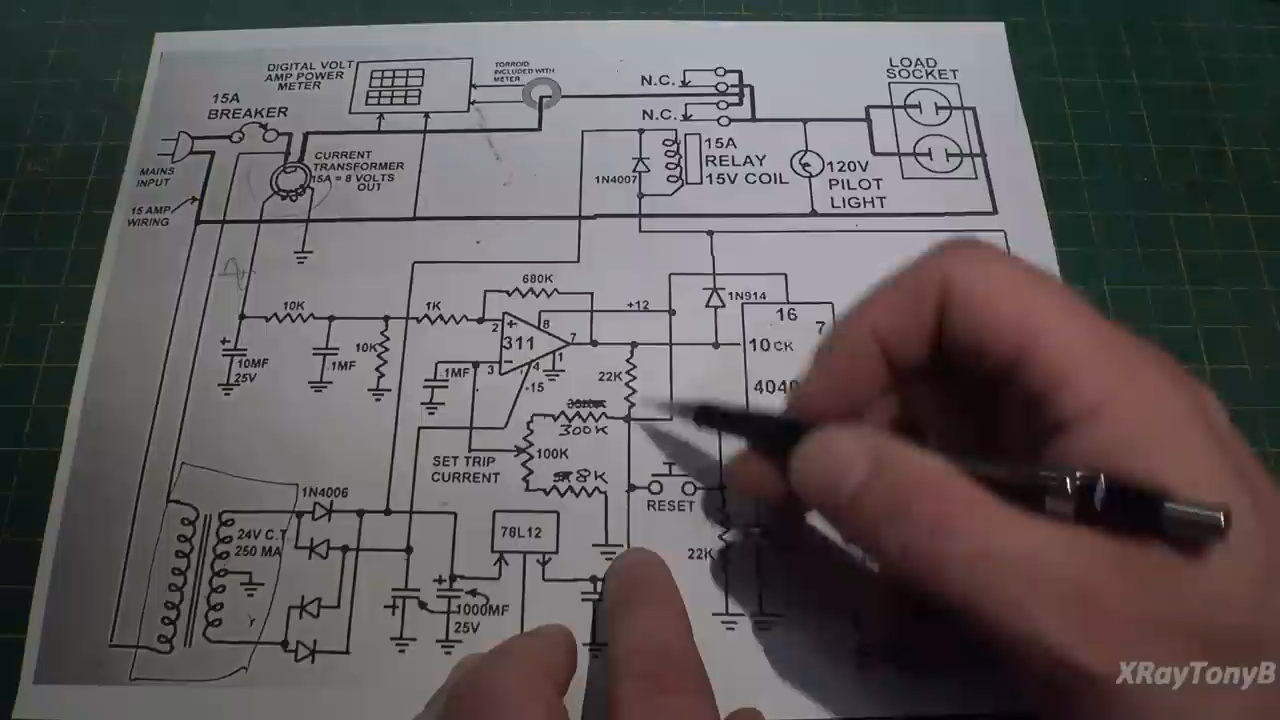 DIGITAL VOLT
AMP POWER
METER
TORROID
INCLUDED WITH
METER
N.C.
N.C.
LOAD
SOCKET
15A
BREAKER
MAINS
INPUT
15 AMP
WIRING
CURRENT
TRANSFORMER
15A = 8 VOLTS
OUT
1N4007
15A
RELAY
15V COIL
120V
PILOT
LIGHT
680K
10K
1K
+12
1N914
16
7
2
+
8
311
7
10 CK
3
-
4
1
-15
10K
+
10MF
25V
.1MF
.1MF
22K
4040
300K
100K
SET TRIP
CURRENT
8K
RESET
1N4006
24V C.T
250 MA
78L12
22K
+
+
1000MF
25V
XRayTonyB